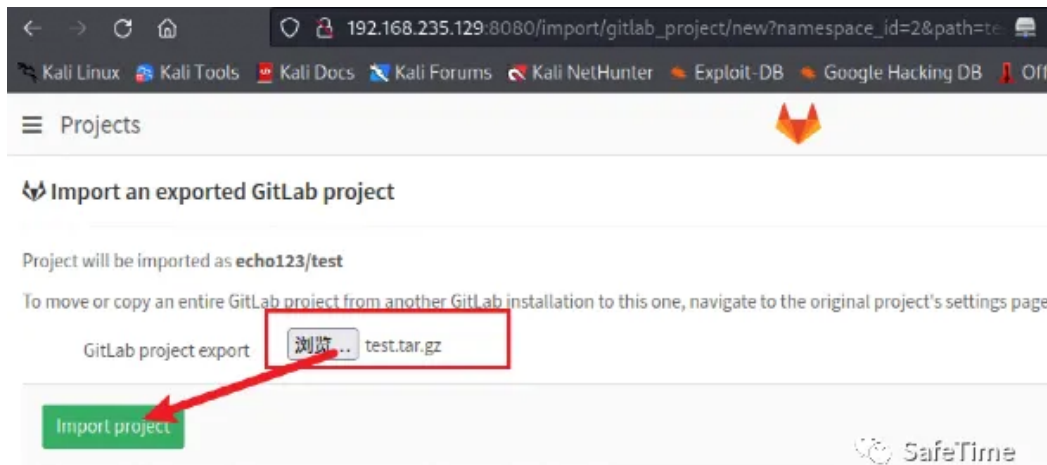 192.168.235.129:8080/import/gitlab_project/new?namespace_id=2&path=te
Kali Linux Kali Tools Kali Docs Kali Forums Kali NetHunter Exploit-DB Google Hacking DB Off
Projects
Import an exported GitLab project
Project will be imported as echo123/test
To move or copy an entire GitLab project from another GitLab installation to this one, navigate to the original project's settings page
GitLab project export 浏览... test.tar.gz
Import project
SafeTime